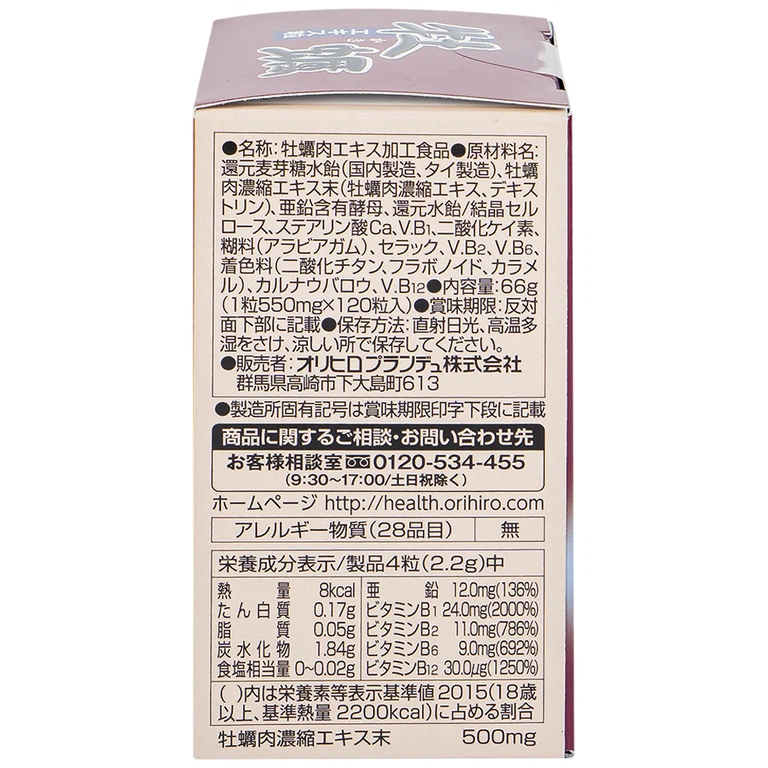 牡蠣
エキス粒
●名称:牡蠣肉エキス加工食品●原材料名:
還元麦芽糖水飴(国内製造、タイ製造)、牡蠣
肉濃縮エキス末(牡蠣肉濃縮エキス、デキス
トリン)、亜鉛含有酵母、還元水飴/結晶セル
ロース、ステアリン酸Ca、V.B1、二酸化ケイ素、
糊料(アラビアガム)、セラック、V.B2、V.B6、
着色料(二酸化チタン、フラボノイド、カラメ
ル)、カルナウバロウ、V.B12●内容量:66g
(1粒550mg×120粒入)●賞味期限:反対
面下部に記載●保存方法:直射日光、高温多
湿をさけ、涼しい所で保存してください。
●販売者:オリヒロプランデュ株式会社
群馬県高崎市下大島町613
●製造所固有記号は賞味期限印字下段に記載
商品に関するご相談・お問い合わせ先
お客様相談室 0120-534-455
(9:30~17:00/土日祝除く)
ホームページ http://health.orihiro.com
アレルギー物質(28品目) 無
栄養成分表示/製品4粒(2.2g)中
熱量 8kcal 亜鉛 12.0mg(136%)
たん白質 0.17g ビタミンB1 24.0mg(2000%)
脂質 0.05g ビタミンB2 11.0mg(786%)
炭水化物 1.84g ビタミンB6 9.0mg(692%)
食塩相当量 0~0.02g ビタミンB12 30.0μg(1250%)
( )内は栄養素等表示基準値2015(18歳
以上、基準熱量2200kcal)に占める割合
牡蠣肉濃縮エキス末 500mg